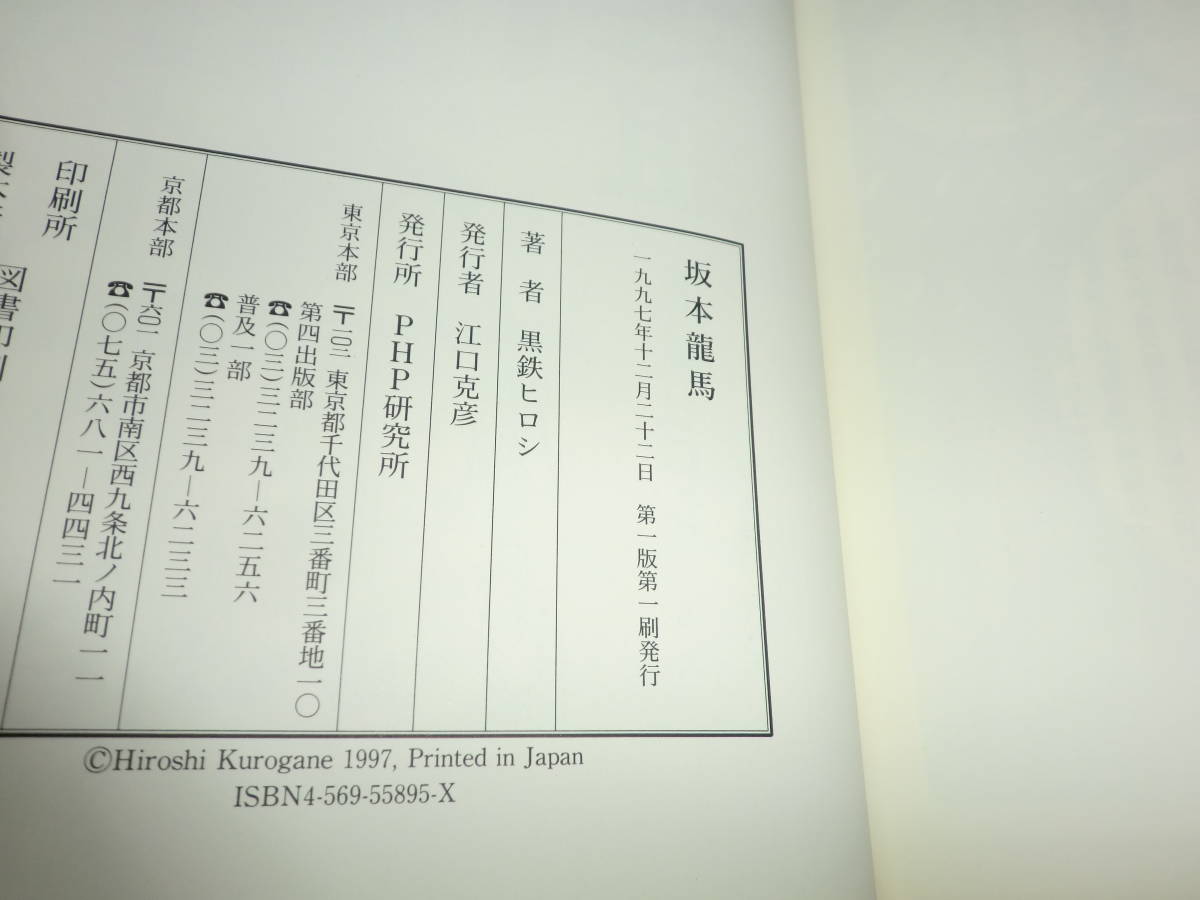 坂本龍馬
一九九七年十二月二十二日 第一版第一刷発行
著者 黒鉄ヒロシ
発行者 江口克彦
発行所 PHP研究所
東京本部 〒一〇二 東京都千代田区三番町三番地一〇
第四出版部
☎(〇三)三二三九―六二五六
普及一部
☎(〇三)三二三九―六二三三
京都本部 〒六〇一 京都市南区西九条北ノ内町一一
☎(〇七五)六八一―四四三一
印刷所 図書印刷
©Hiroshi Kurogane 1997, Printed in Japan
ISBN4-569-55895-X